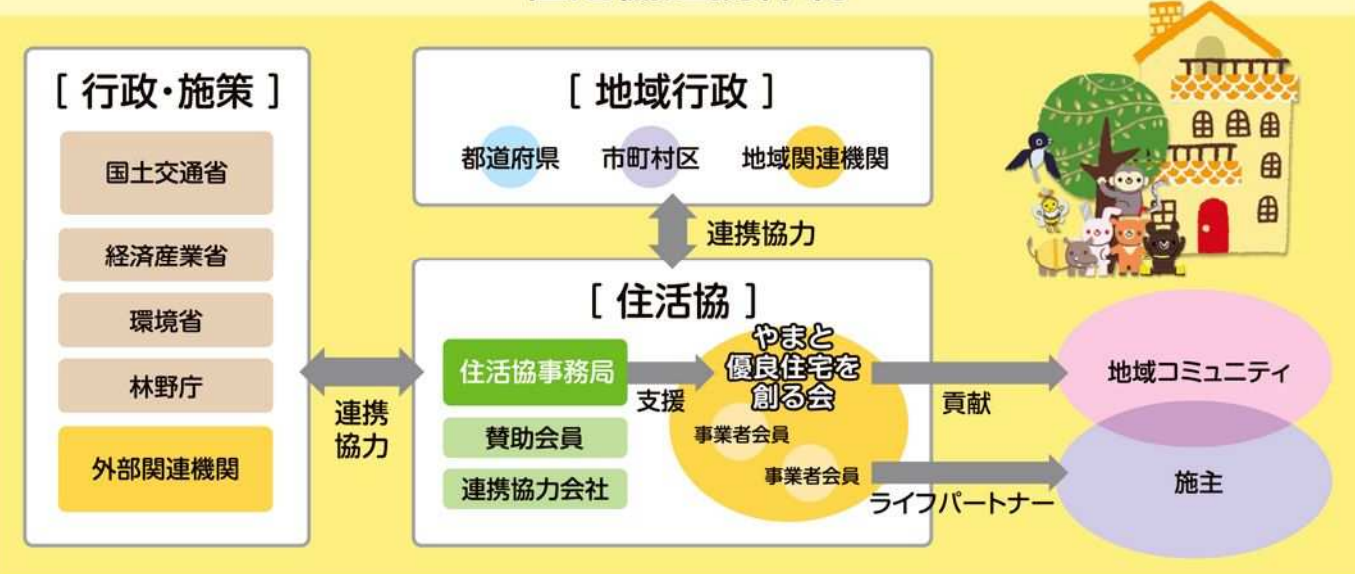 [ 行政・施策 ]
国土交通省
経済産業省
環境省
林野庁
外部関連機関
連携
協力
[ 地域行政 ]
都道府県
市町村区
地域関連機関
連携協力
[ 住活協 ]
住活協事務局
賛助会員
連携協力会社
支援
やまと
優良住宅を
創る会
事業者会員
事業者会員
貢献
ライフパートナー
地域コミュニティ
施主